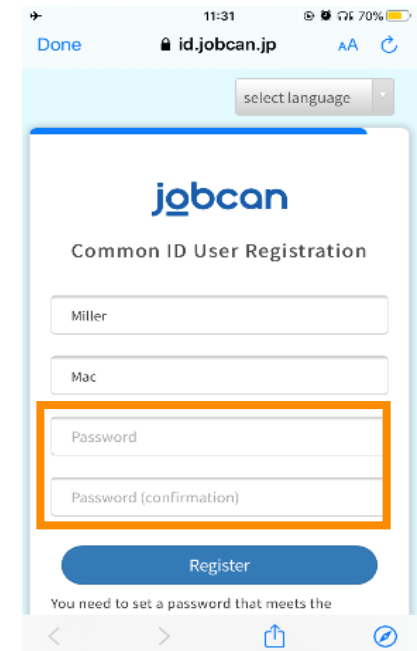 11:31 70%
Done id.jobcan.jp AA
select language
jobcan
Common ID User Registration
Miller
Mac
Password
Password (confirmation)
Register
You need to set a password that meets the